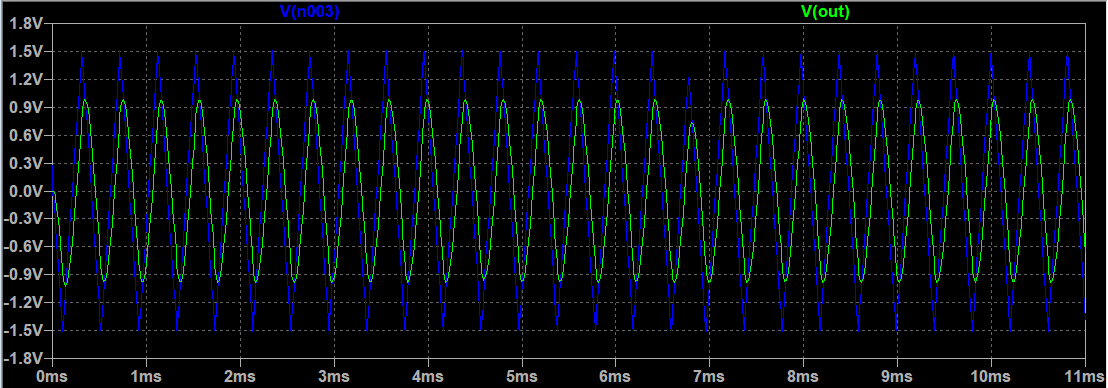 V(n003) V(out)
1.8V
1.5V
1.2V
0.9V
0.6V
0.3V
0.0V
-0.3V
-0.6V
-0.9V
-1.2V
-1.5V
-1.8V
0ms 1ms 2ms 3ms 4ms 5ms 6ms 7ms 8ms 9ms 10ms 11ms